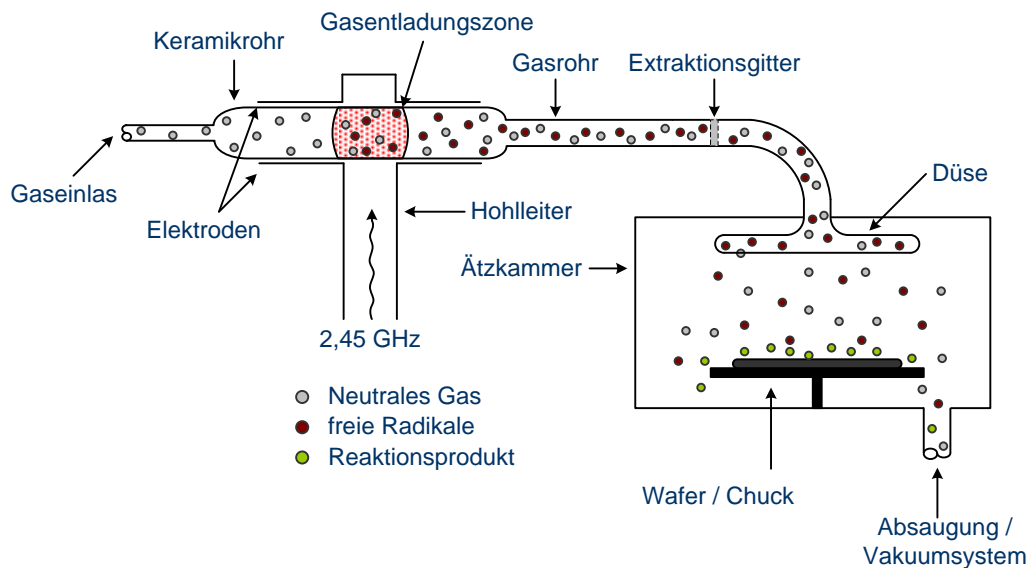 Gasentladungszone
Keramikrohr
Gasrohr
Extraktionsgitter
Gaseinlas
Elektroden
Hohlleiter
Düse
Ätzkammer
2,45 GHz
Neutrales Gas
freie Radikale
Reaktionsprodukt
Wafer / Chuck
Absaugung /
Vakuumsystem